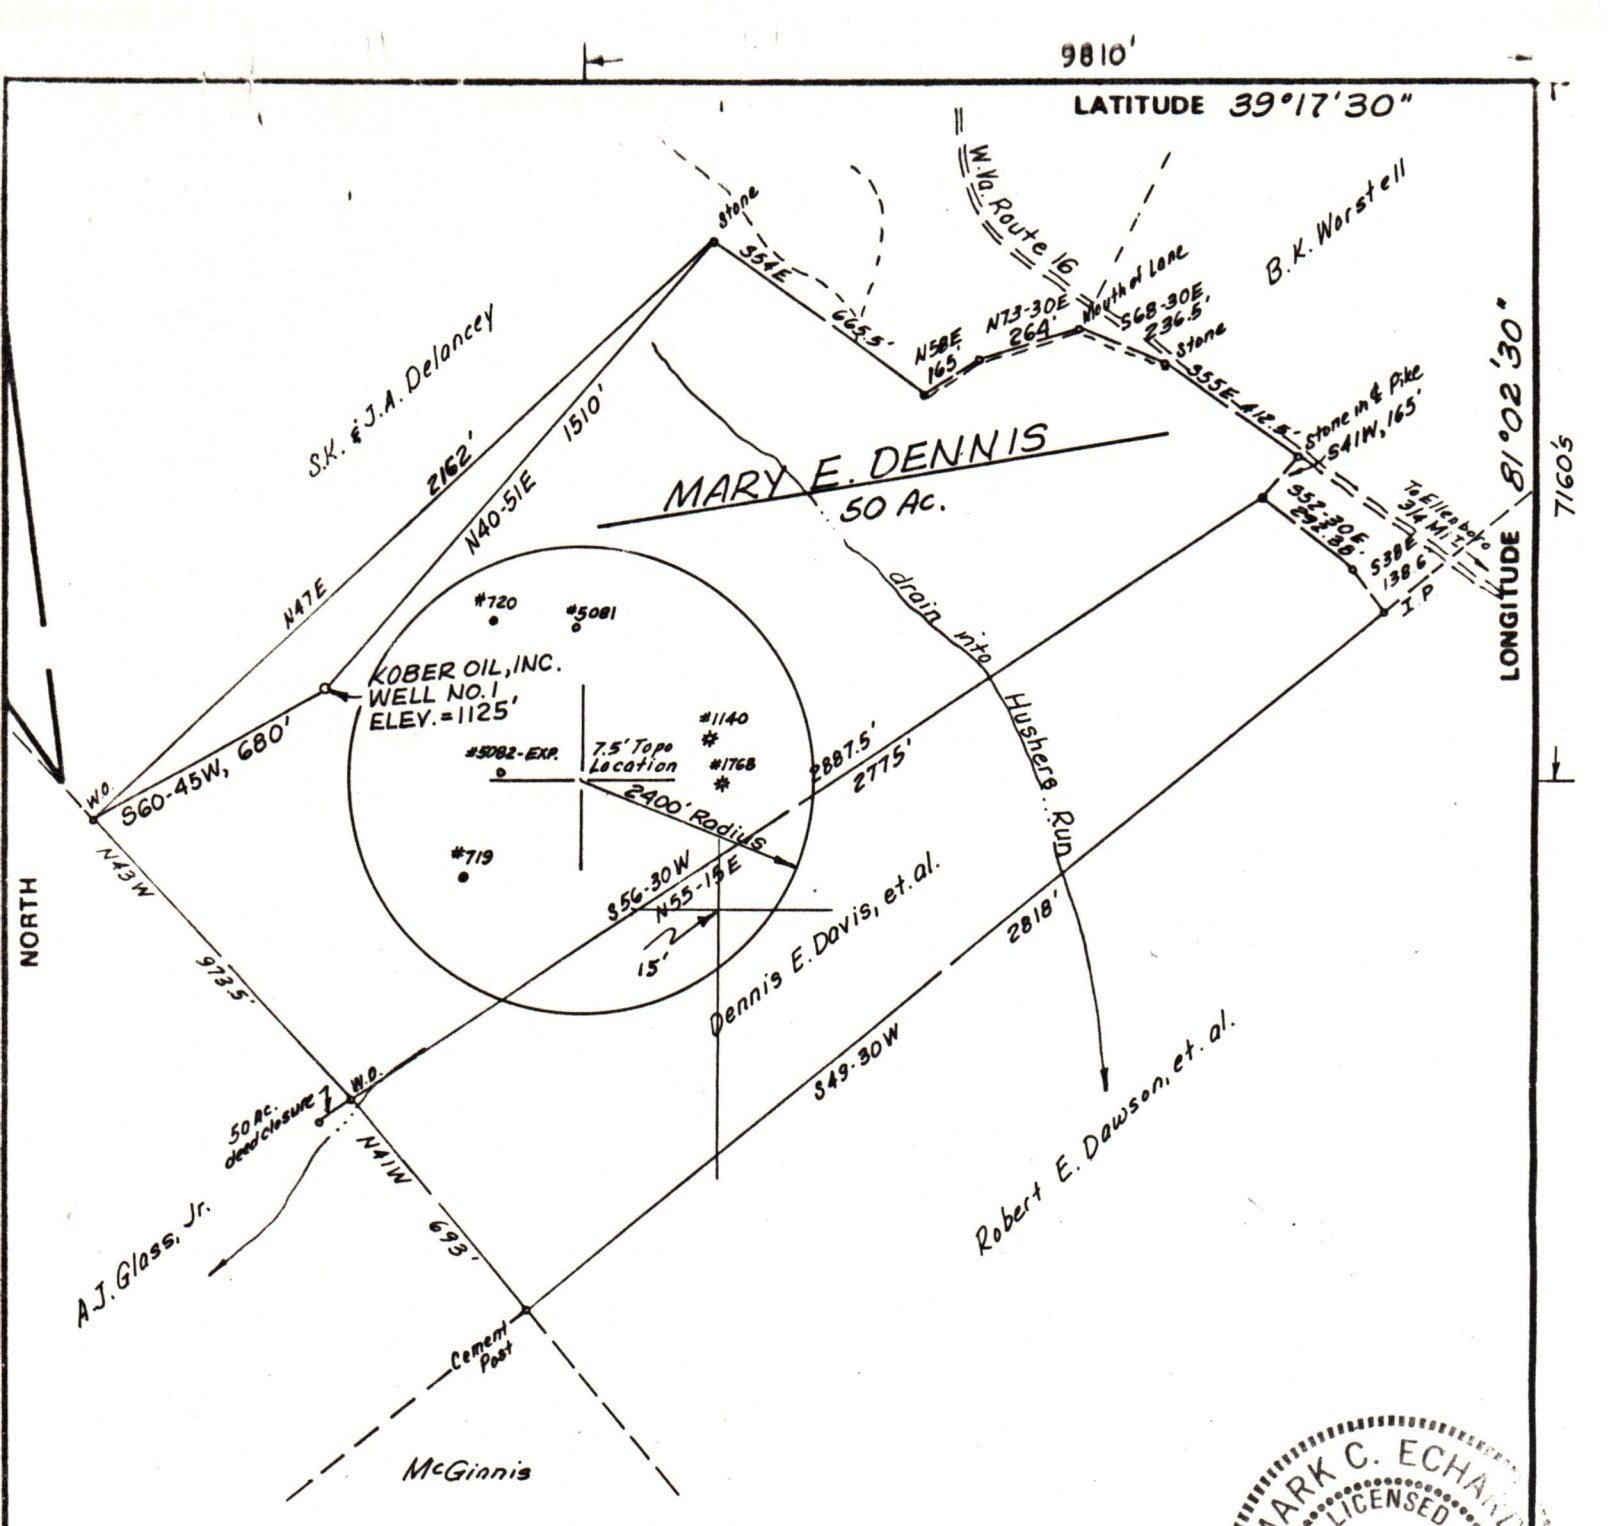 9810'
LATITUDE 39°17'30"
W.Va. Route 16
B.K. Worstell
Stone
S54E
665.5'
N58E
165'
N73-30E
264'
Mouth of Lane
S68-30E
236.5'
Stone
S55E 412.5'
Stone in ℄ Pike
S41W, 165'
LONGITUDE 81°02'30"
7160's
To Ellenboro
3/4 Mi.
S52-30E
292.88'
S38E
138.6'
I.P.
S.K. & J.A. Delancey
2162'
N47E
1510'
N40-51E
MARY E. DENNIS
50 Ac.
drain into
Hushers Run
#720
#5081
KOBER OIL, INC.
WELL NO.1
ELEV.=1125'
#5082-EXP.
7.5' Topo
Location
#1140
#1768
2400' Radius
#719
W.O.
S60-45W, 680'
NORTH
N43W
973.5'
2887.5'
2775'
S56-30W
N55-15E
15'
Dennis E. Davis, et. al.
2818'
S49-30W
Robert E. Dawson, et. al.
W.O.
50 Ac.
deed closure
N41W
693'
A.J. Glass, Jr.
Cement
Post
McGinnis
MARK C. ECHA
LICENSED